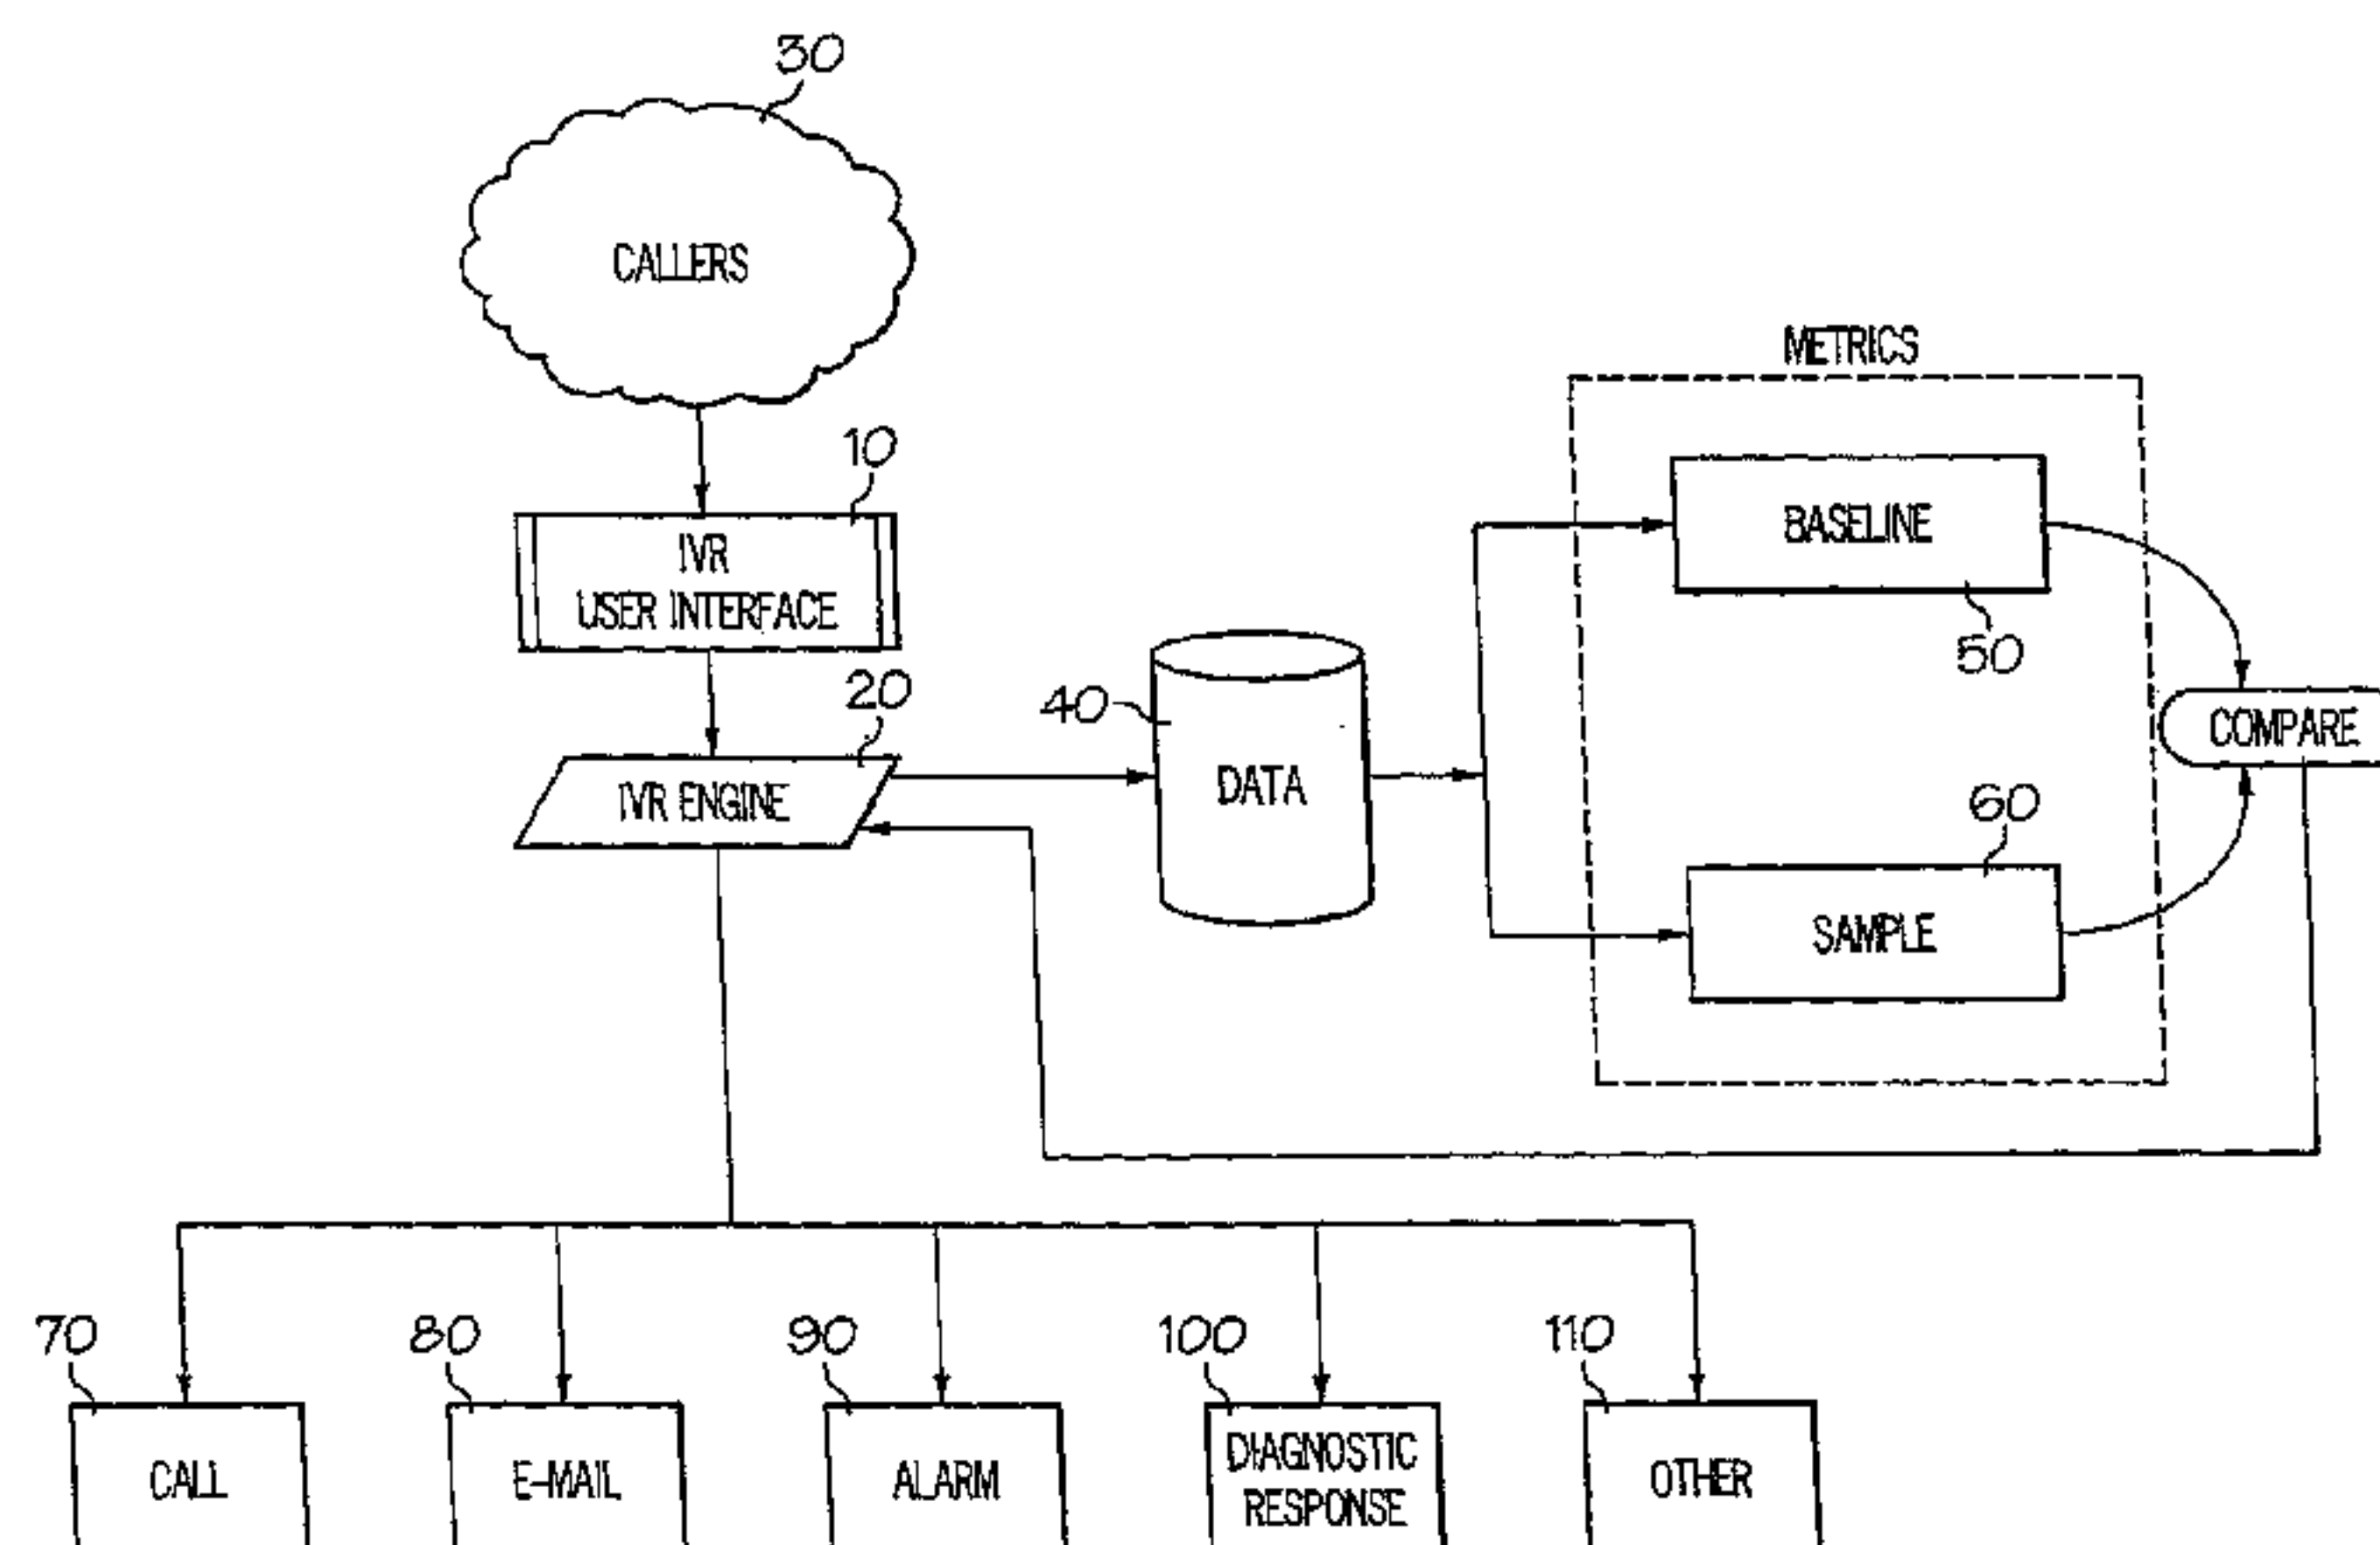 30
CALLERS
METRICS
10
IVR
USER INTERFACE
BASELINE
50
20
40
COMPARE
IVR ENGINE
DATA
60
SAMPLE
70
80
90
100
110
CALL
E-MAIL
ALARM
DIAGNOSTIC
RESPONSE
OTHER